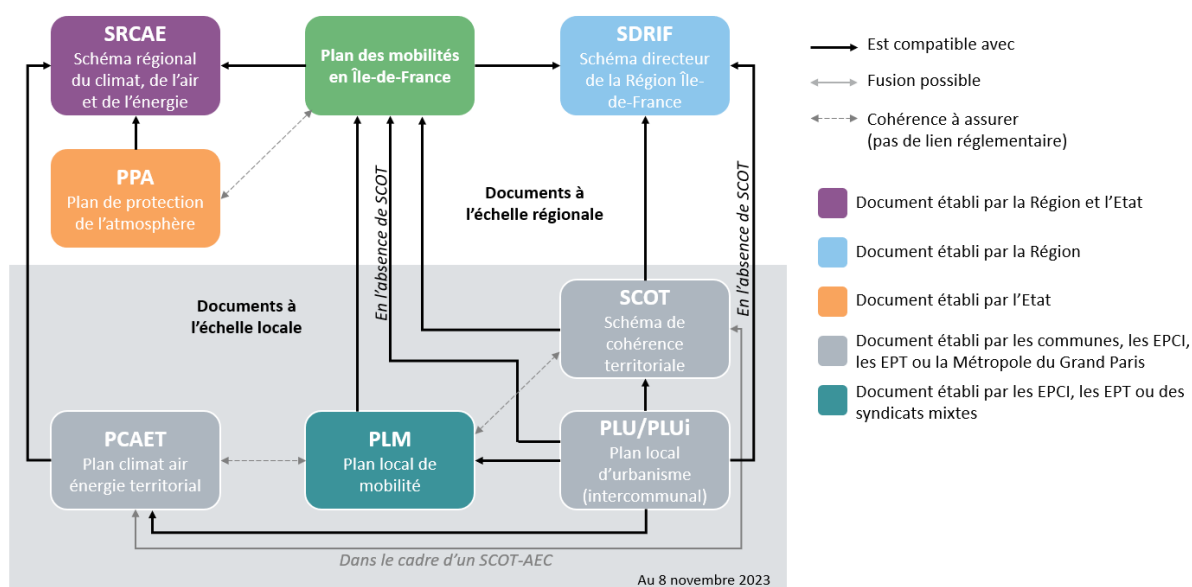 SRCAE
Schéma régional
du climat, de l'air
et de l'énergie
Plan des mobilités
en Île-de-France
SDRIF
Schéma directeur
de la Région Île-
de-France
PPA
Plan de protection
de l'atmosphère
Documents à
l'échelle régionale
En l'absence de SCOT
En l'absence de SCOT
Documents à
l'échelle locale
SCOT
Schéma de
cohérence
territoriale
PCAET
Plan climat air
énergie territorial
PLM
Plan local de
mobilité
PLU/PLUi
Plan local
d'urbanisme
(intercommunal)
Dans le cadre d'un SCOT-AEC
Au 8 novembre 2023
Est compatible avec
Fusion possible
Cohérence à assurer
(pas de lien réglementaire)
Document établi par la Région et l'Etat
Document établi par la Région
Document établi par l'Etat
Document établi par les communes, les EPCI,
les EPT ou la Métropole du Grand Paris
Document établi par les EPCI, les EPT ou des
syndicats mixtes